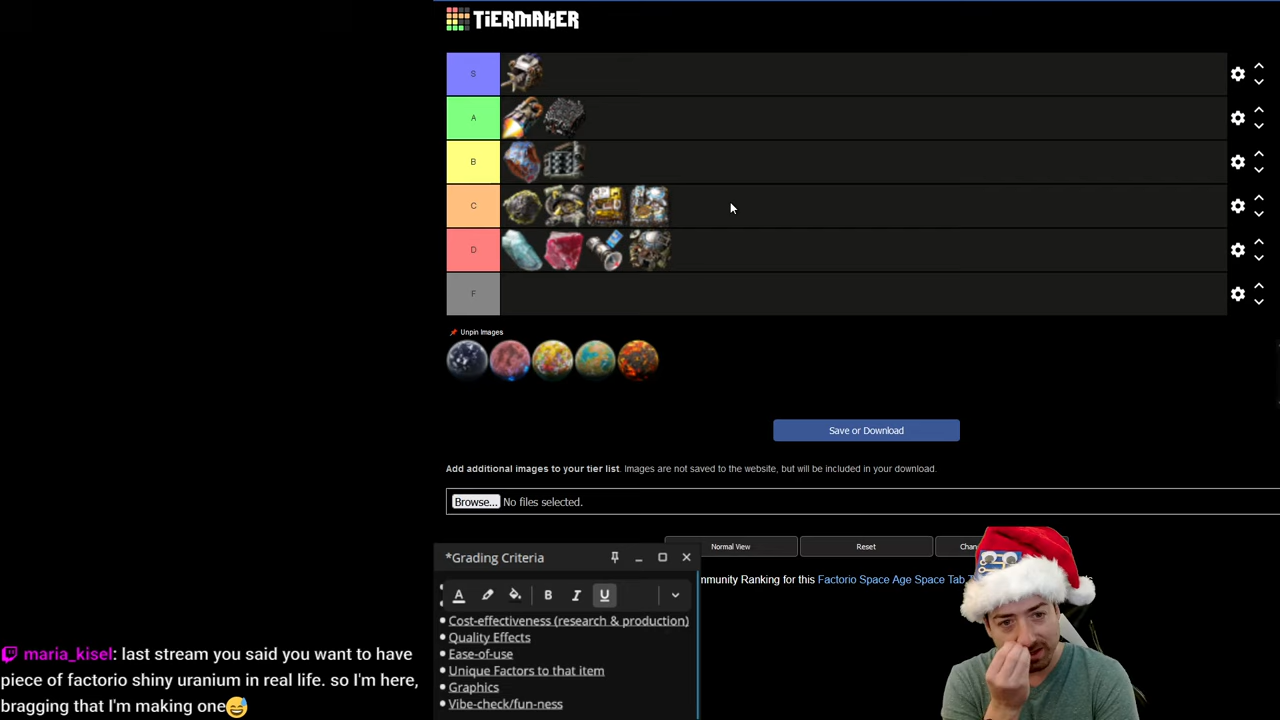 TiERMAKER
S
A
B
C
D
F
Unpin Images
Save or Download
Add additional images to your tier list. Images are not saved to the website, but will be included in your download.
Browse... No files selected.
Normal View
Reset
Chan
mmunity Ranking for this Factorio Space Age Space Tab T
*Grading Criteria
A B I U
Cost-effectiveness (research & production)
Quality Effects
Ease-of-use
Unique Factors to that item
Graphics
Vibe-check/fun-ness
maria_kisel: last stream you said you want to have
piece of factorio shiny uranium in real life. so I'm here,
bragging that I'm making one😅